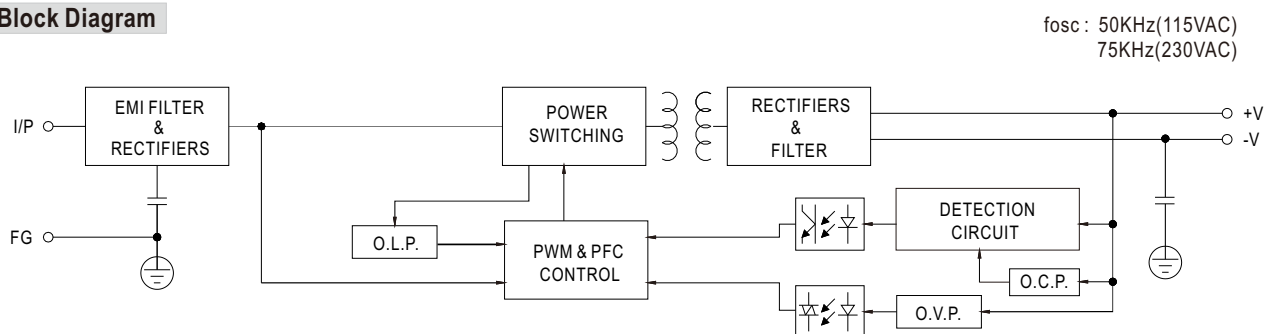 Block Diagram
fosc : 50KHz(115VAC)
75KHz(230VAC)
I/P
EMI FILTER
&
RECTIFIERS
POWER
SWITCHING
RECTIFIERS
&
FILTER
+V
-V
FG
O.L.P.
PWM & PFC
CONTROL
DETECTION
CIRCUIT
O.C.P.
O.V.P.